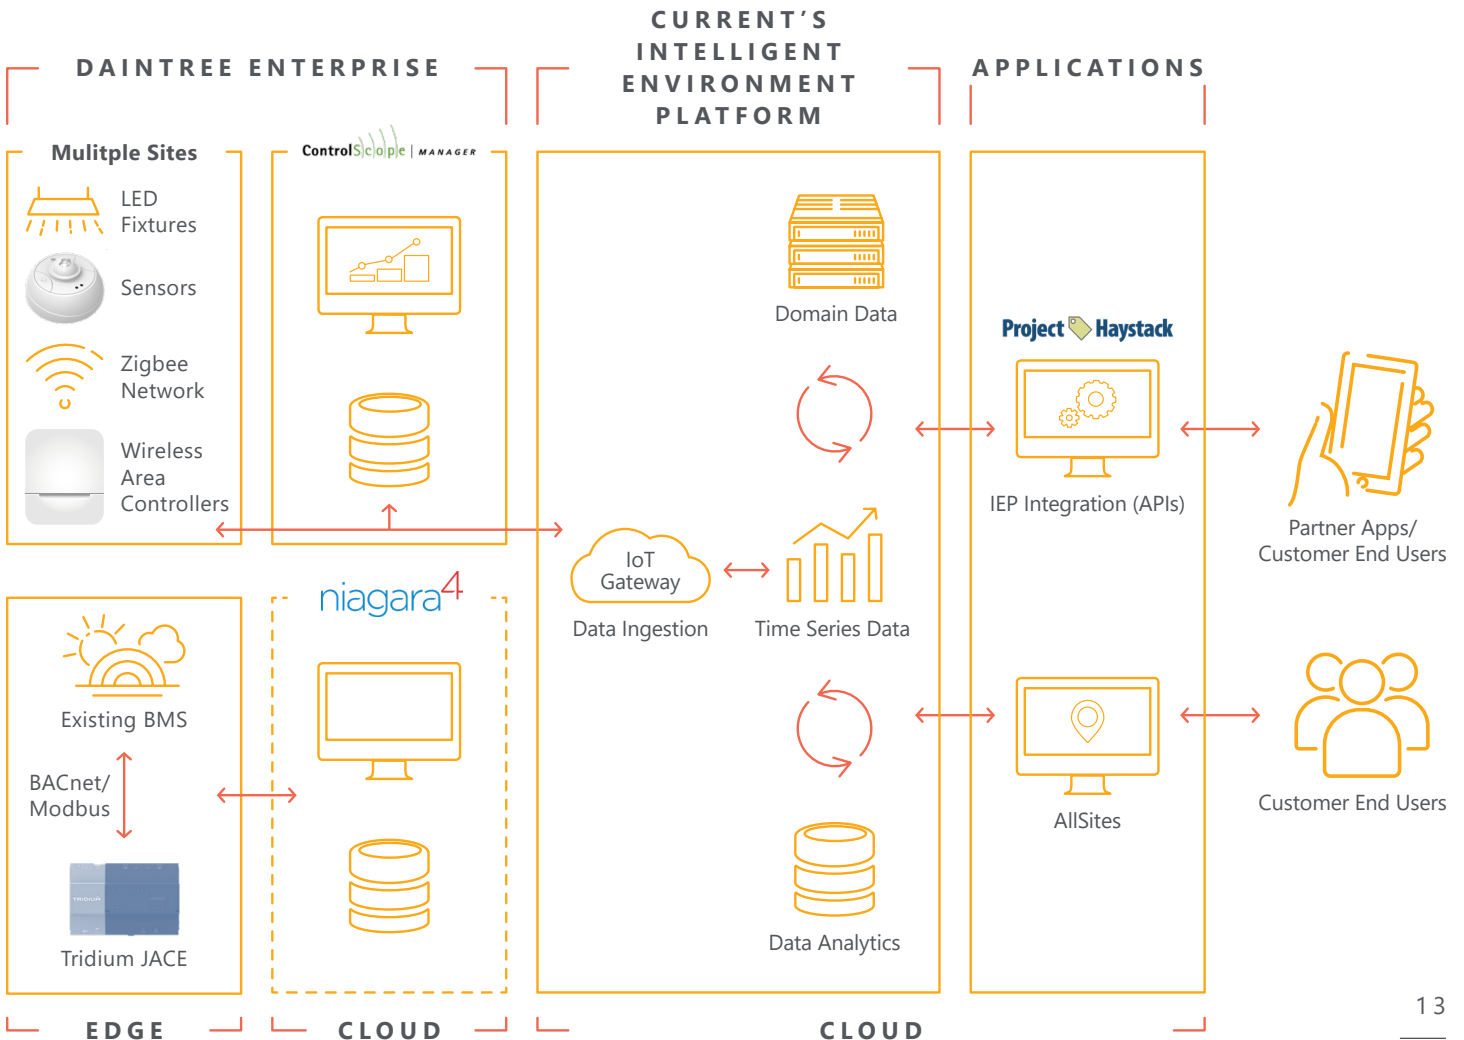 DAINTREE ENTERPRISE
CURRENT'S
INTELLIGENT
ENVIRONMENT
PLATFORM
APPLICATIONS
Mulitple Sites
LED
Fixtures
Sensors
Zigbee
Network
Wireless
Area
Controllers
ControlScope | MANAGER
Existing BMS
BACnet/
Modbus
TRIDIUM
Tridium JACE
niagara4
IoT
Gateway
Data Ingestion
Domain Data
Time Series Data
Data Analytics
Project Haystack
IEP Integration (APIs)
AllSites
Partner Apps/
Customer End Users
Customer End Users
EDGE
CLOUD
CLOUD
13